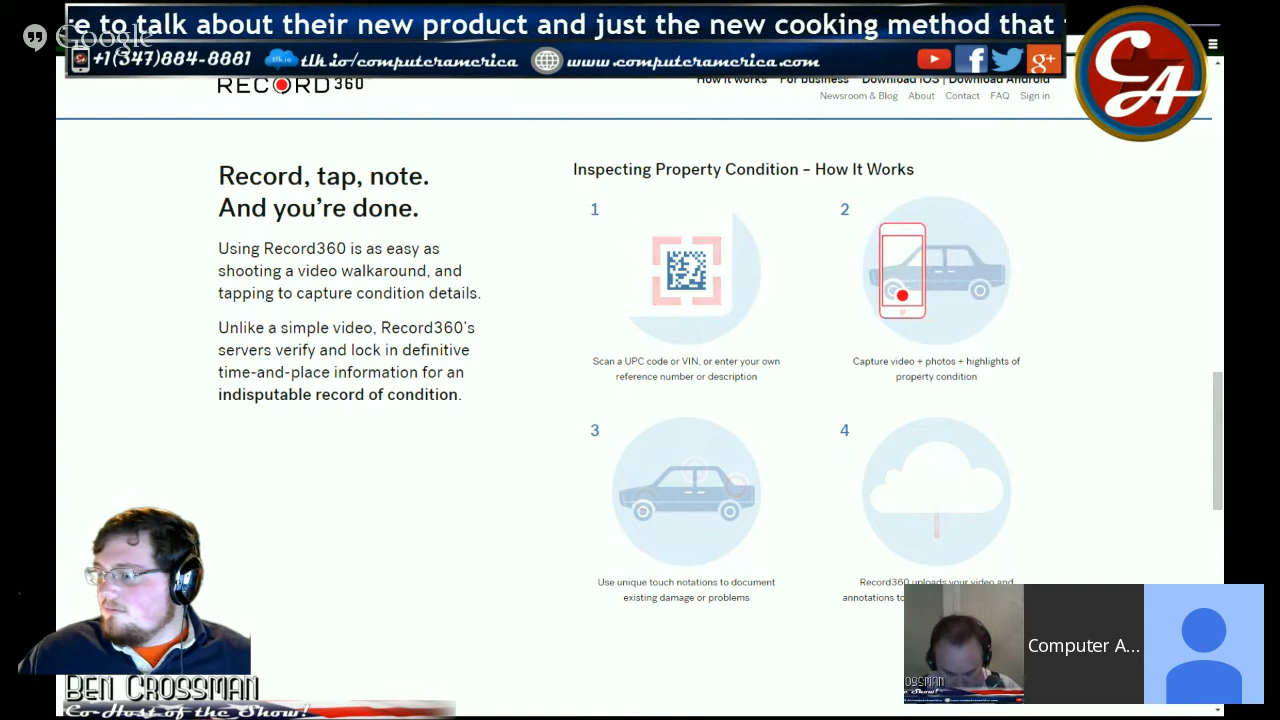 re to talk about their new product and just the new cooking method that
Google
+1(347)884-8881 tlk.io tlk.io/computeramerica www.computeramerica.com
CA
RECORD360
How it works For business Download iOS | Download Android
Newsroom & Blog About Contact FAQ Sign in
Record, tap, note.
And you’re done.
Using Record360 is as easy as
shooting a video walkaround, and
tapping to capture condition details.
Unlike a simple video, Record360’s
servers verify and lock in definitive
time-and-place information for an
indisputable record of condition.
Inspecting Property Condition – How It Works
1
Scan a UPC code or VIN, or enter your own
reference number or description
2
Capture video + photos + highlights of
property condition
3
Use unique touch notations to document
existing damage or problems
4
Record360 uploads your video and
annotations to
Computer A...
Ben Crossman
Co-Host of the Show!